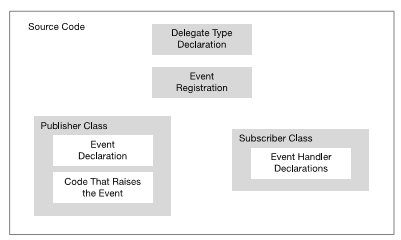 Source Code
Delegate Type
Declaration
Event
Registration
Publisher Class
Event
Declaration
Code That Raises
the Event
Subscriber Class
Event Handler
Declarations